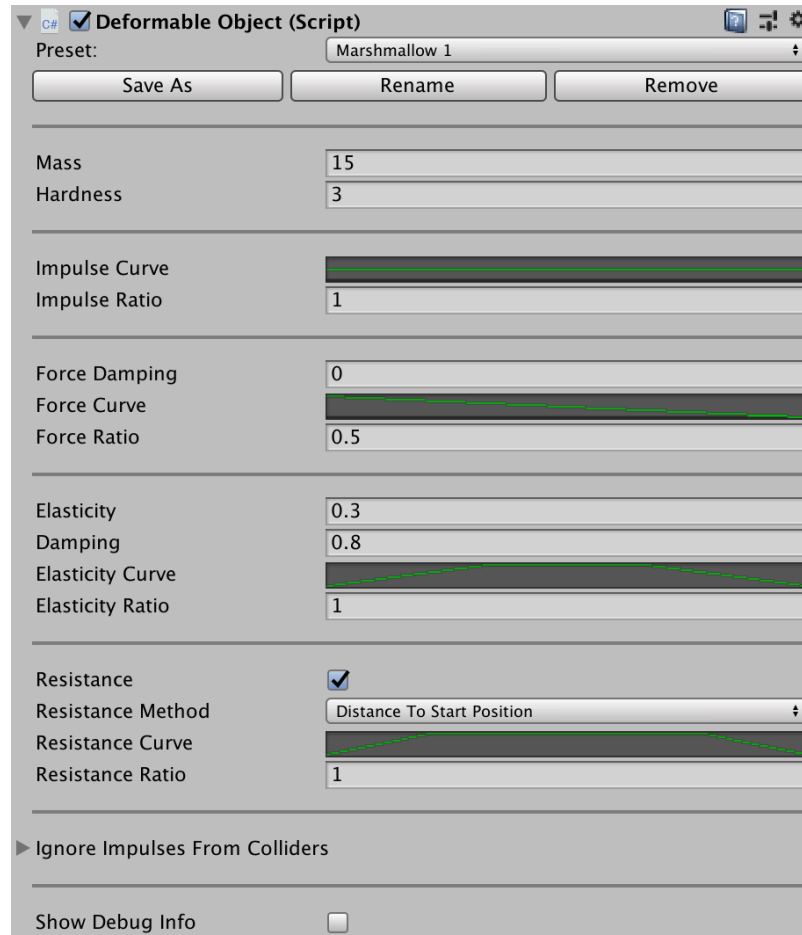 C# Deformable Object (Script)
Preset: Marshmallow 1
Save As Rename Remove
Mass 15
Hardness 3
Impulse Curve
Impulse Ratio 1
Force Damping 0
Force Curve
Force Ratio 0.5
Elasticity 0.3
Damping 0.8
Elasticity Curve
Elasticity Ratio 1
Resistance
Resistance Method Distance To Start Position
Resistance Curve
Resistance Ratio 1
Ignore Impulses From Colliders
Show Debug Info